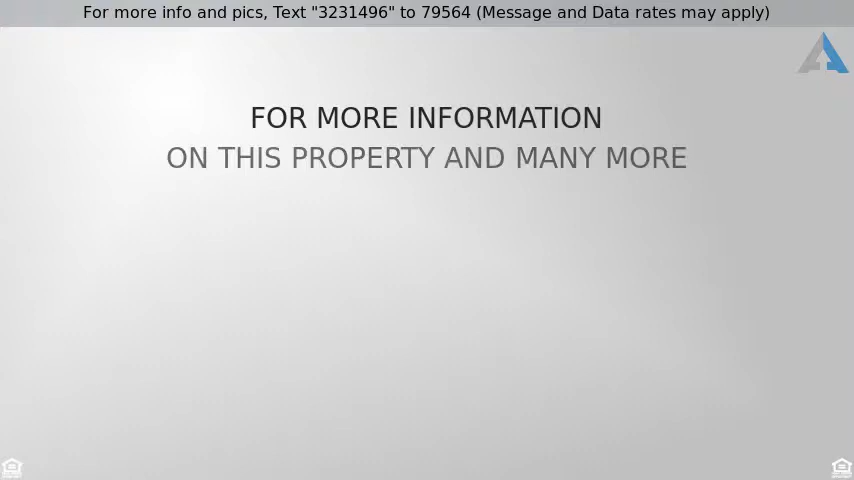 For more info and pics, Text "3231496" to 79564 (Message and Data rates may apply)
FOR MORE INFORMATION
ON THIS PROPERTY AND MANY MORE